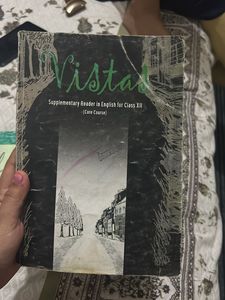 Vistas
Supplementary Reader in English for Class XII
(Core Course)